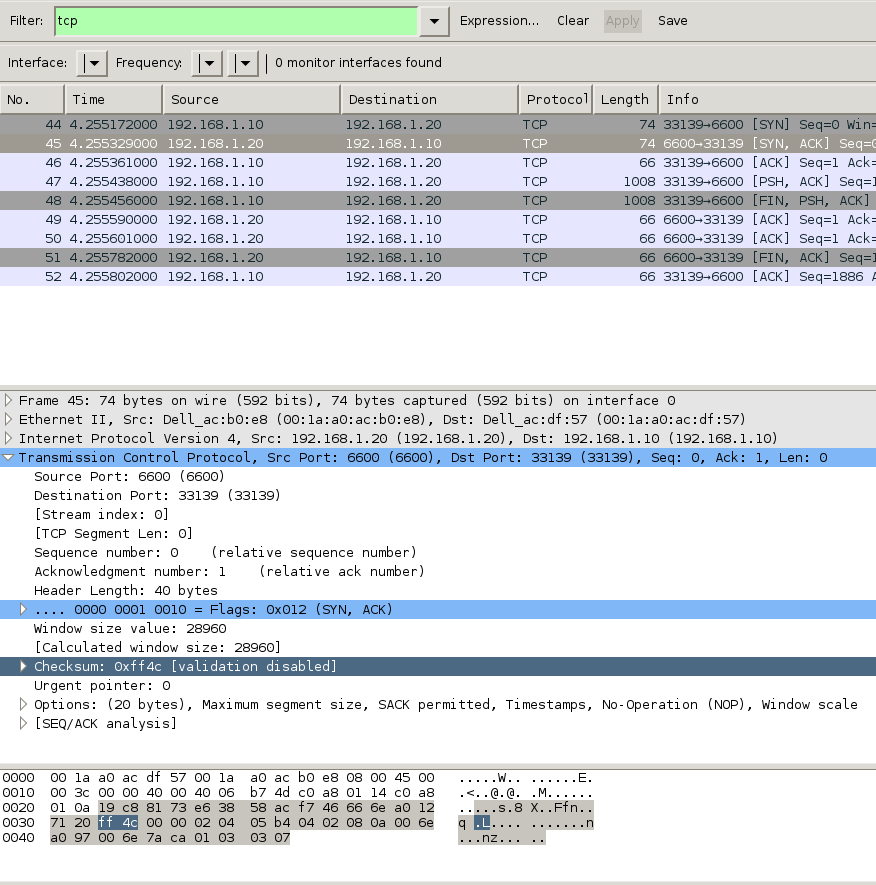 Filter: tcp Expression... Clear Apply Save
Interface: Frequency: 0 monitor interfaces found
No. Time Source Destination Protocol Length Info
44 4.255172000 192.168.1.10 192.168.1.20 TCP 74 33139→6600 [SYN] Seq=0 Win=
45 4.255329000 192.168.1.20 192.168.1.10 TCP 74 6600→33139 [SYN, ACK] Seq=0
46 4.255361000 192.168.1.10 192.168.1.20 TCP 66 33139→6600 [ACK] Seq=1 Ack=
47 4.255438000 192.168.1.10 192.168.1.20 TCP 1008 33139→6600 [PSH, ACK] Seq=1
48 4.255456000 192.168.1.10 192.168.1.20 TCP 1008 33139→6600 [FIN, PSH, ACK]
49 4.255590000 192.168.1.20 192.168.1.10 TCP 66 6600→33139 [ACK] Seq=1 Ack=
50 4.255601000 192.168.1.20 192.168.1.10 TCP 66 6600→33139 [ACK] Seq=1 Ack=
51 4.255782000 192.168.1.20 192.168.1.10 TCP 66 6600→33139 [FIN, ACK] Seq=1
52 4.255802000 192.168.1.10 192.168.1.20 TCP 66 33139→6600 [ACK] Seq=1886 A
Frame 45: 74 bytes on wire (592 bits), 74 bytes captured (592 bits) on interface 0
Ethernet II, Src: Dell_ac:b0:e8 (00:1a:a0:ac:b0:e8), Dst: Dell_ac:df:57 (00:1a:a0:ac:df:57)
Internet Protocol Version 4, Src: 192.168.1.20 (192.168.1.20), Dst: 192.168.1.10 (192.168.1.10)
Transmission Control Protocol, Src Port: 6600 (6600), Dst Port: 33139 (33139), Seq: 0, Ack: 1, Len: 0
Source Port: 6600 (6600)
Destination Port: 33139 (33139)
[Stream index: 0]
[TCP Segment Len: 0]
Sequence number: 0 (relative sequence number)
Acknowledgment number: 1 (relative ack number)
Header Length: 40 bytes
.... 0000 0001 0010 = Flags: 0x012 (SYN, ACK)
Window size value: 28960
[Calculated window size: 28960]
Checksum: 0xff4c [validation disabled]
Urgent pointer: 0
Options: (20 bytes), Maximum segment size, SACK permitted, Timestamps, No-Operation (NOP), Window scale
[SEQ/ACK analysis]
0000 00 1a a0 ac df 57 00 1a a0 ac b0 e8 08 00 45 00 .....W.. ......E.
0010 00 3c 00 00 40 00 40 06 b7 4d c0 a8 01 14 c0 a8 .<..@.@. .M......
0020 01 0a 19 c8 81 73 e6 38 58 ac f7 46 66 6e a0 12 .....s.8 X..Ffn..
0030 71 20 ff 4c 00 00 02 04 05 b4 04 02 08 0a 00 6e q .L.... .......n
0040 a0 97 00 6e 7a ca 01 03 03 07 ...nz... ..